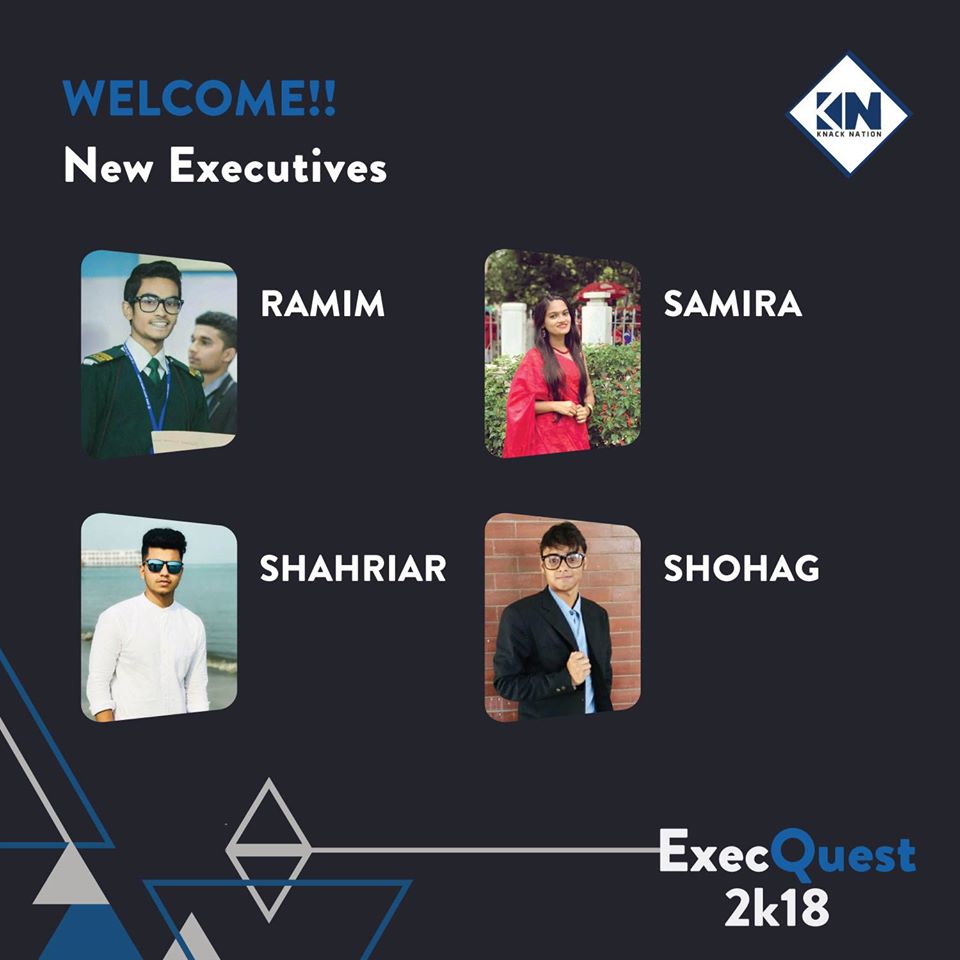 WELCOME!!
New Executives
KN
KNACK NATION
RAMIM
SAMIRA
SHAHRIAR
SHOHAG
ExecQuest
2k18